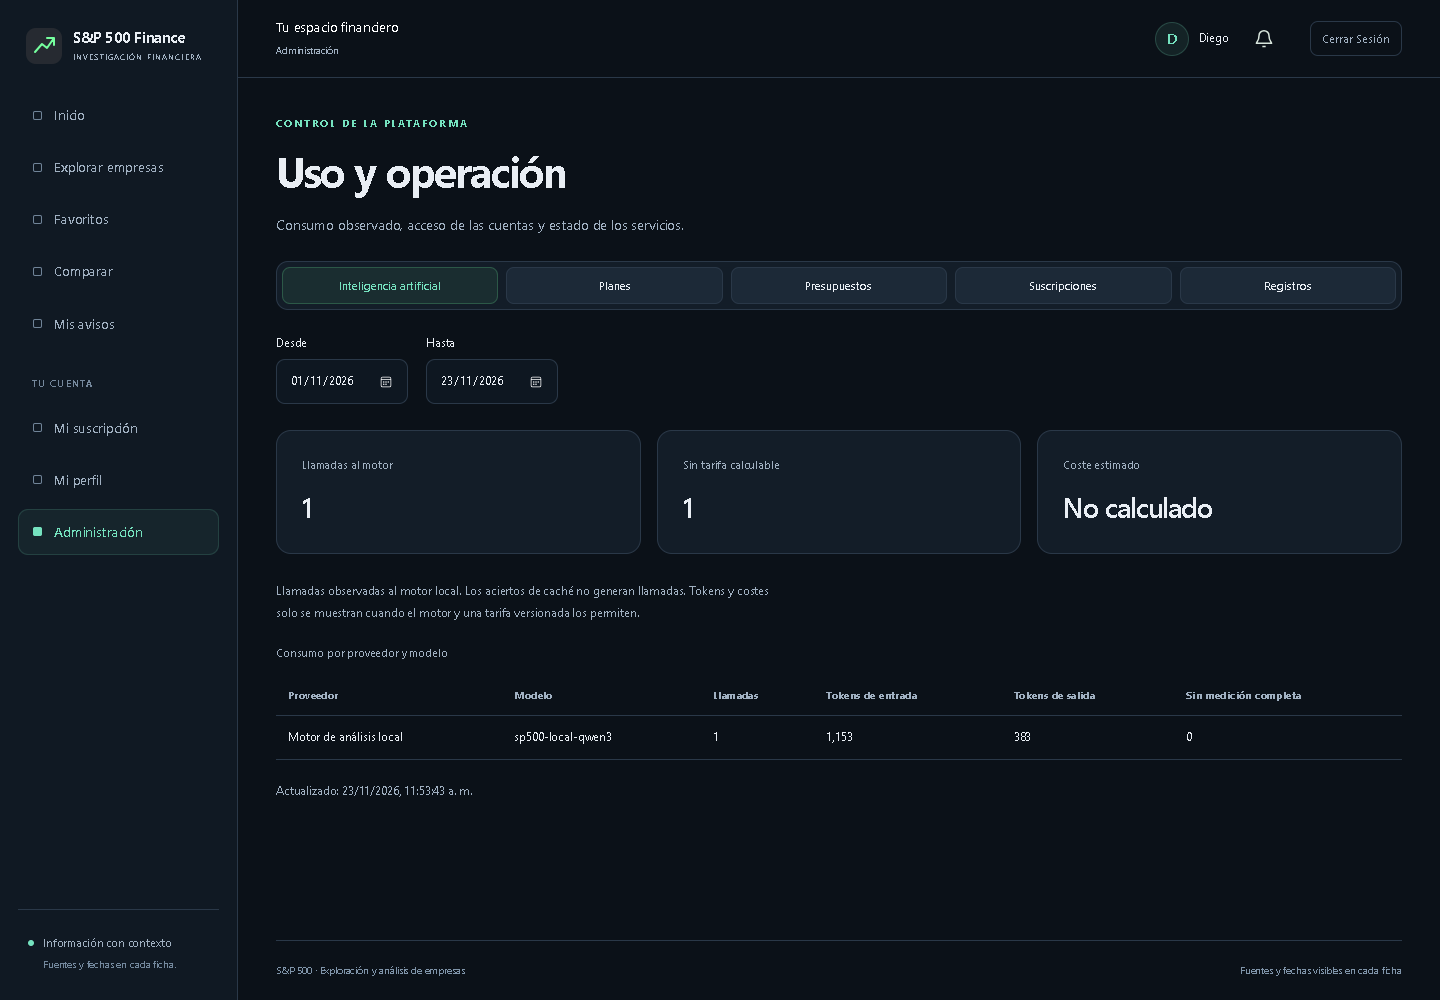 S&P 500 Finance
INVESTIGACIÓN FINANCIERA
Inicio
Explorar empresas
Favoritos
Comparar
Mis avisos
TU CUENTA
Mi suscripción
Mi perfil
Administración
Información con contexto
Fuentes y fechas en cada ficha.
Tu espacio financiero
Administración
D Diego
Cerrar Sesión
CONTROL DE LA PLATAFORMA
Uso y operación
Consumo observado, acceso de las cuentas y estado de los servicios.
Inteligencia artificial Planes Presupuestos Suscripciones Registros
Desde Hasta
01/11/2026 23/11/2026
Llamadas al motor Sin tarifa calculable Coste estimado
1 1 No calculado
Llamadas observadas al motor local. Los aciertos de caché no generan llamadas. Tokens y costes
solo se muestran cuando el motor y una tarifa versionada los permiten.
Consumo por proveedor y modelo
Proveedor Modelo Llamadas Tokens de entrada Tokens de salida Sin medición completa
Motor de análisis local sp500-local-qwen3 1 1,153 383 0
Actualizado: 23/11/2026, 11:53:43 a. m.
S&P 500 · Exploración y análisis de empresas
Fuentes y fechas visibles en cada ficha